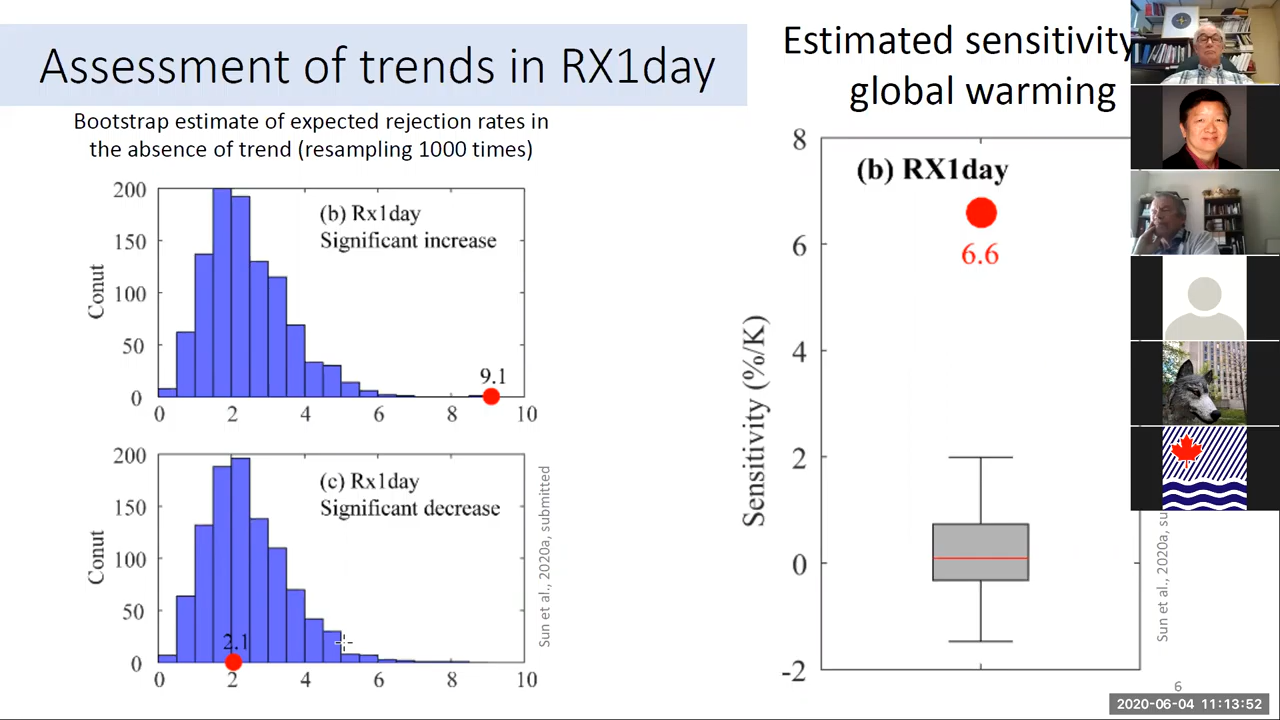 Assessment of trends in RX1day
Bootstrap estimate of expected rejection rates in
the absence of trend (resampling 1000 times)
200
150
100
50
0
Conut
(b) Rx1day
Significant increase
9.1
0 2 4 6 8 10
200
150
100
50
0
Conut
(c) Rx1day
Significant decrease
2.1
0 2 4 6 8 10
Sun et al., 2020a, submitted
Estimated sensitivity
global warming
8
6
4
2
0
-2
Sensitivity (%/K)
(b) RX1day
6.6
Sun et al., 2020a, su
6
2020-06-04 11:13:52